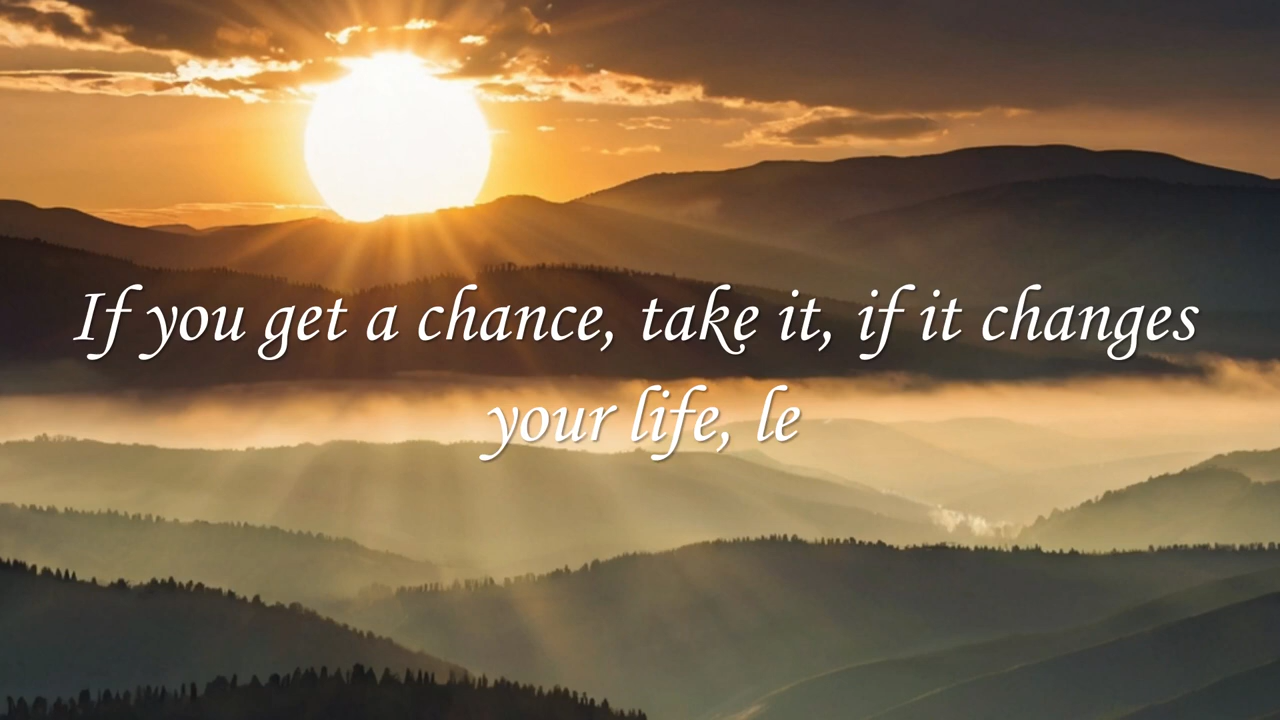 If you get a chance, take it, if it changes
your life, le